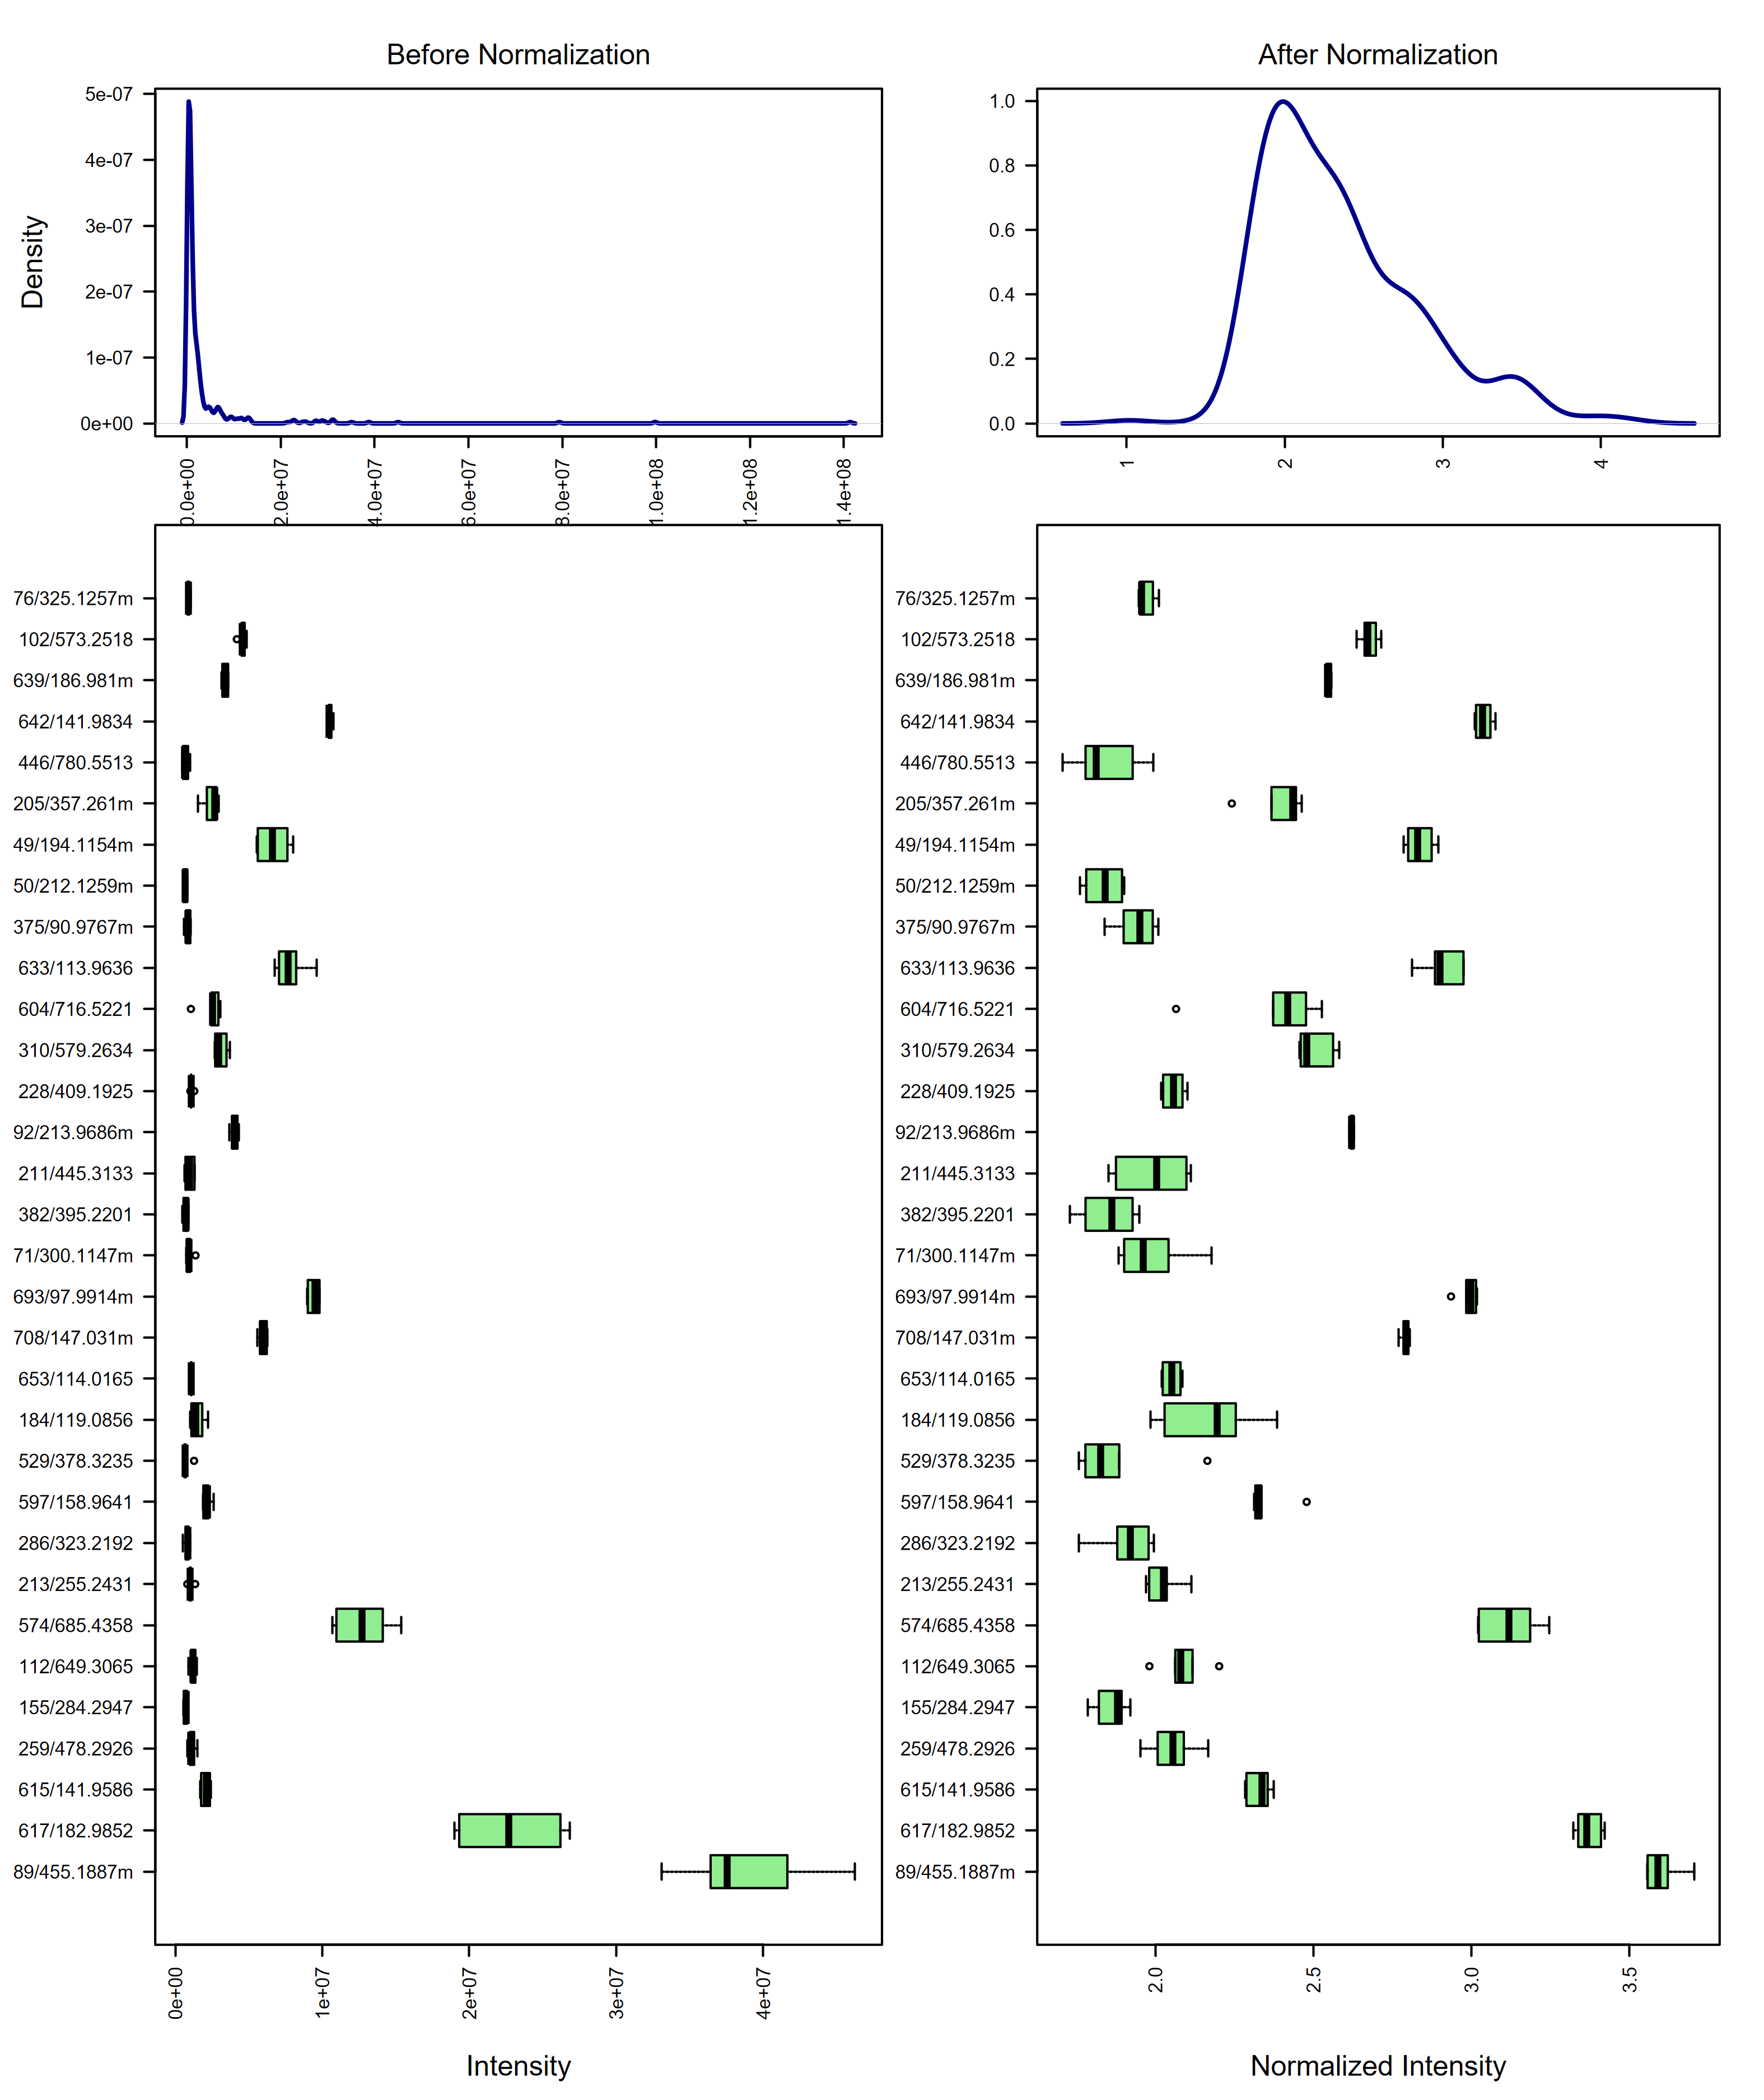 Before Normalization
Density
5e-07
4e-07
3e-07
2e-07
1e-07
0e+00
0.0e+00
2.0e+07
4.0e+07
6.0e+07
8.0e+07
1.0e+08
1.2e+08
1.4e+08
After Normalization
1.0
0.8
0.6
0.4
0.2
0.0
1
2
3
4
76/325.1257m
102/573.2518
639/186.981m
642/141.9834
446/780.5513
205/357.261m
49/194.1154m
50/212.1259m
375/90.9767m
633/113.9636
604/716.5221
310/579.2634
228/409.1925
92/213.9686m
211/445.3133
382/395.2201
71/300.1147m
693/97.9914m
708/147.031m
653/114.0165
184/119.0856
529/378.3235
597/158.9641
286/323.2192
213/255.2431
574/685.4358
112/649.3065
155/284.2947
259/478.2926
615/141.9586
617/182.9852
89/455.1887m
0e+00
1e+07
2e+07
3e+07
4e+07
Intensity
76/325.1257m
102/573.2518
639/186.981m
642/141.9834
446/780.5513
205/357.261m
49/194.1154m
50/212.1259m
375/90.9767m
633/113.9636
604/716.5221
310/579.2634
228/409.1925
92/213.9686m
211/445.3133
382/395.2201
71/300.1147m
693/97.9914m
708/147.031m
653/114.0165
184/119.0856
529/378.3235
597/158.9641
286/323.2192
213/255.2431
574/685.4358
112/649.3065
155/284.2947
259/478.2926
615/141.9586
617/182.9852
89/455.1887m
2.0
2.5
3.0
3.5
Normalized Intensity